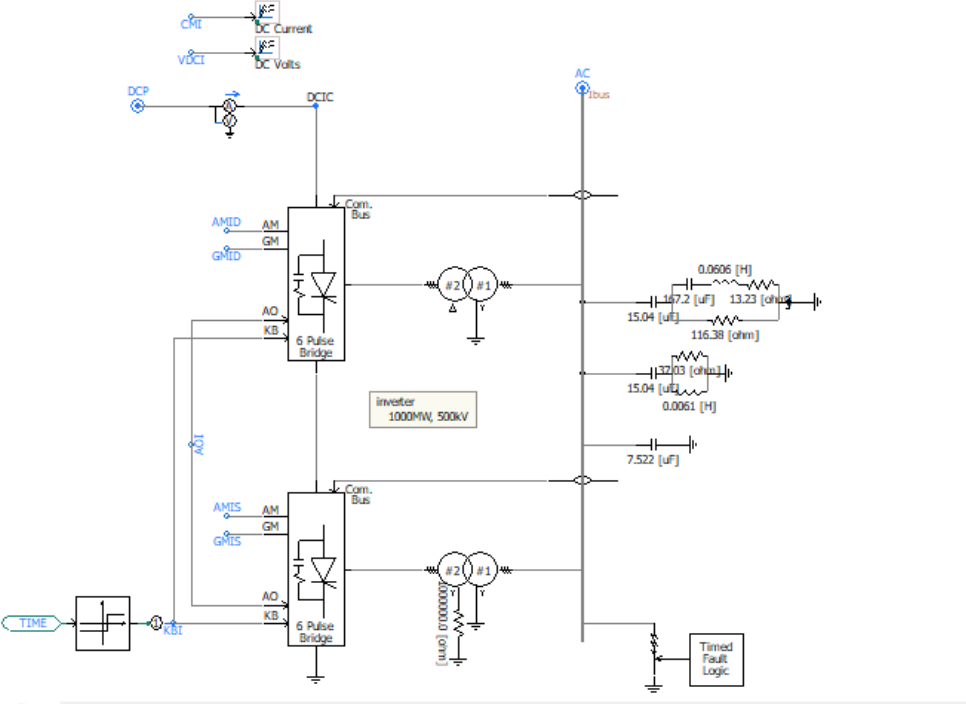 CMI
DC Current
VDCI
DC Volts
DCP
A
V
DCIC
AC
Ibus
Com.
Bus
AMID
AM
GM
GMID
#2
#1
Y
AO
KB
6 Pulse
Bridge
0.0606 [H]
167.2 [uF]
13.23 [ohm]
15.04 [uF]
116.38 [ohm]
37.03 [ohm]
15.04 [uF]
0.0061 [H]
inverter
1000MW, 500kV
AOI
7.522 [uF]
Com.
Bus
AMIS
AM
GM
GMIS
#2
#1
Y
Y
AO
KB
6 Pulse
Bridge
TIME
1
KBI
Timed
Fault
Logic